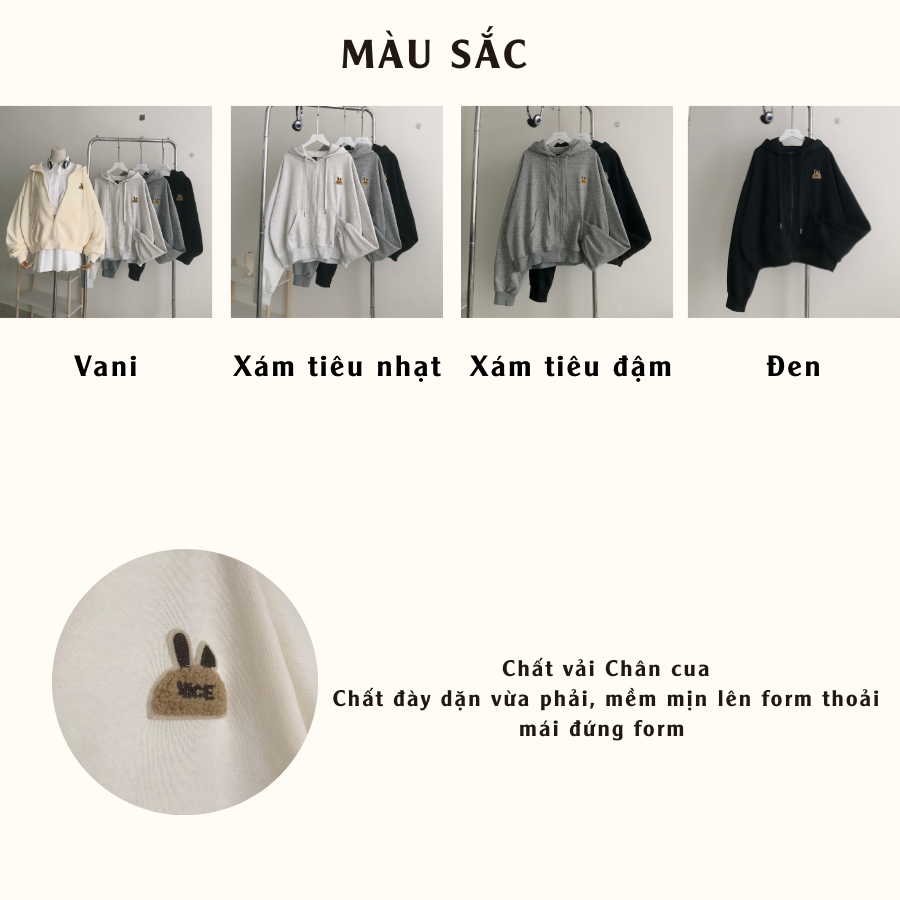 MÀU SẮC
Vani
Xám tiêu nhạt
Xám tiêu đậm
Đen
NICE
Chất vải Chân cua
Chất đày dặn vừa phải, mềm mịn lên form thoải
mái đứng form